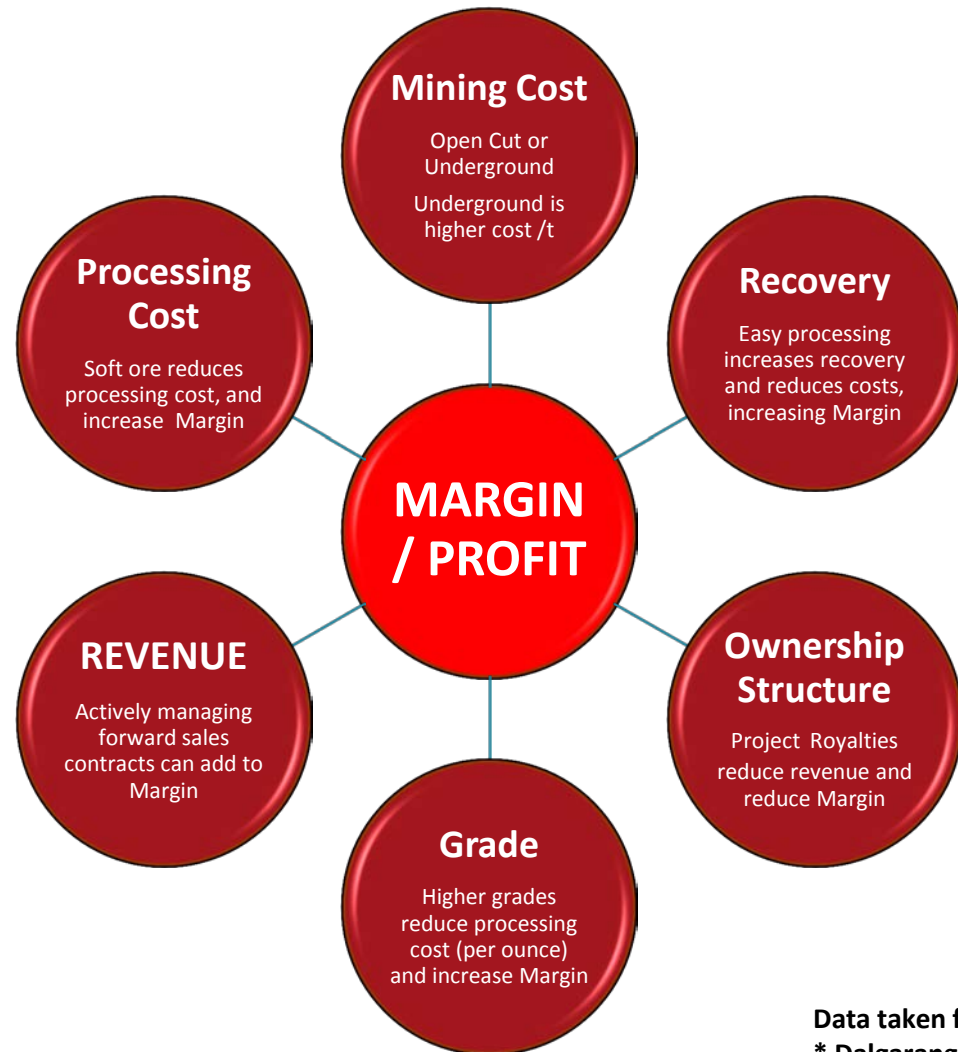 Mining Cost
Open Cut or
Underground
Underground is
higher cost /t
Processing
Cost
Soft ore reduces
processing cost, and
increase Margin
Recovery
Easy processing
increases recovery
and reduces costs,
increasing Margin
MARGIN
/ PROFIT
REVENUE
Actively managing
forward sales
contracts can add to
Margin
Ownership
Structure
Project Royalties
reduce revenue and
reduce Margin
Grade
Higher grades
reduce processing
cost (per ounce)
and increase Margin
Data taken
* Dalgarang